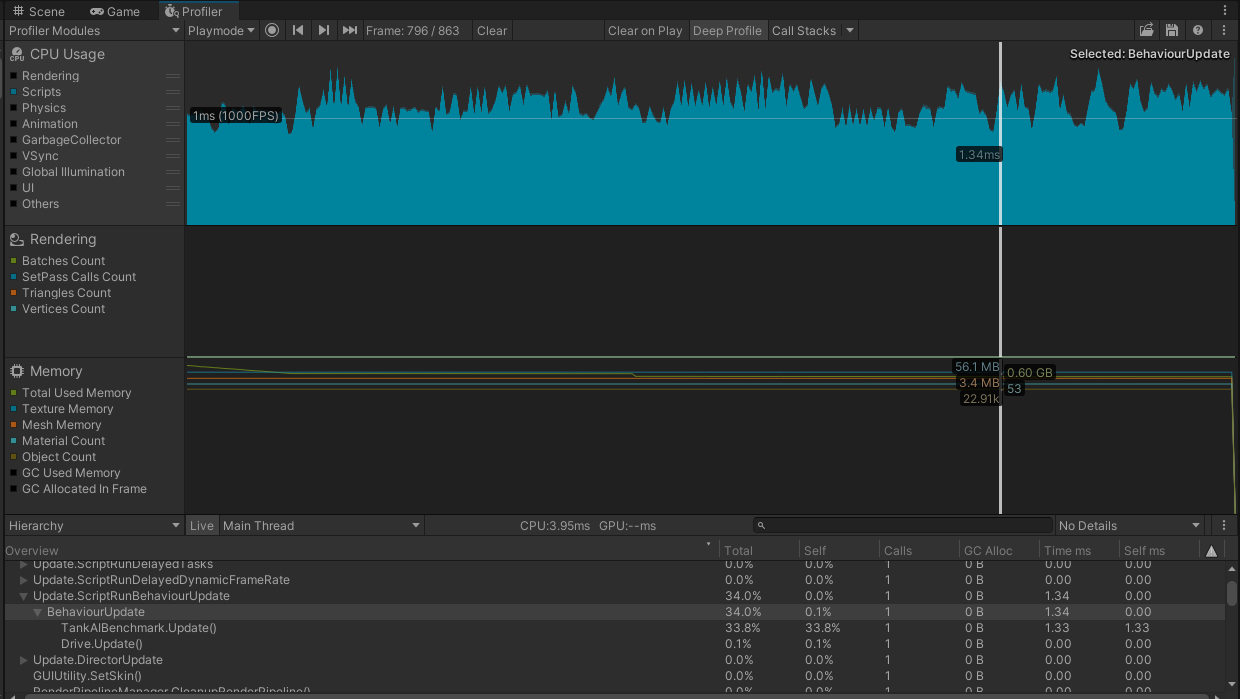 Scene Game Profiler
Profiler Modules Playmode Frame: 796 / 863 Clear Clear on Play Deep Profile Call Stacks
CPU Usage
Selected: BehaviourUpdate
Rendering
Scripts
Physics
Animation
GarbageCollector
VSync
Global Illumination
UI
Others
1ms (1000FPS)
1.34ms
Rendering
Batches Count
SetPass Calls Count
Triangles Count
Vertices Count
Memory
Total Used Memory
Texture Memory
Mesh Memory
Material Count
Object Count
GC Used Memory
GC Allocated In Frame
56.1 MB
0.60 GB
3.4 MB
53
22.91k
Hierarchy Live Main Thread CPU:3.95ms GPU:--ms No Details
Overview Total Self Calls GC Alloc Time ms Self ms
Update.ScriptRunDelayedTasks 0.0% 0.0% 1 0 B 0.00 0.00
Update.ScriptRunDelayedDynamicFrameRate 0.0% 0.0% 1 0 B 0.00 0.00
Update.ScriptRunBehaviourUpdate 34.0% 0.0% 1 0 B 1.34 0.00
BehaviourUpdate 34.0% 0.1% 1 0 B 1.34 0.00
TankAIBenchmark.Update() 33.8% 33.8% 1 0 B 1.33 1.33
Drive.Update() 0.1% 0.1% 1 0 B 0.00 0.00
Update.DirectorUpdate 0.0% 0.0% 1 0 B 0.00 0.00
GUIUtility.SetSkin() 0.0% 0.0% 1 0 B 0.00 0.00
RenderPipelineManager.CleanupRenderPipeline() 0.0% 0.0% 1 0 B 0.00 0.00